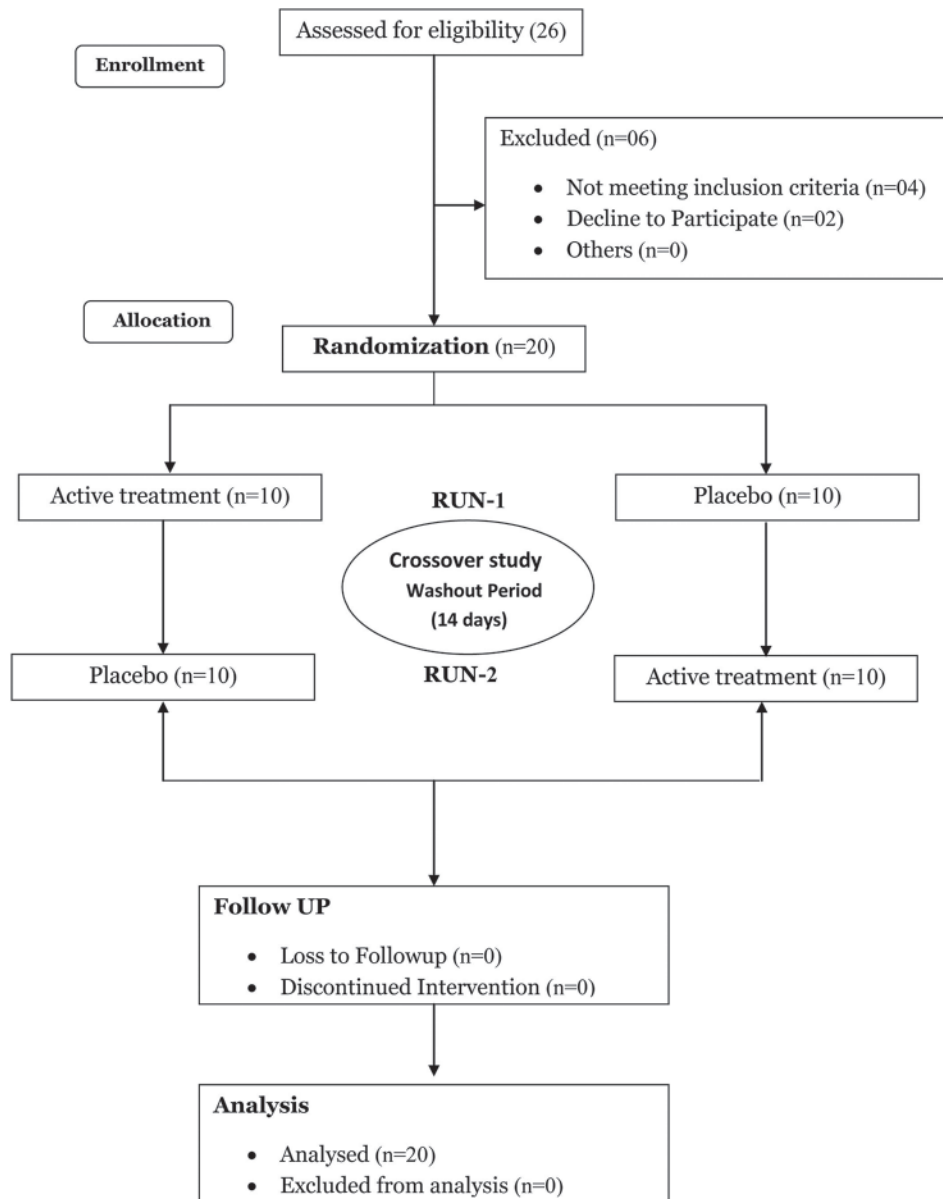 Assessed for eligibility (26)
Enrollment
Excluded (n=06)
• Not meeting inclusion criteria (n=04)
• Decline to Participate (n=02)
• Others (n=0)
Allocation
Randomization (n=20)
Active treatment (n=10)
RUN-1
Placebo (n=10)
Crossover study
Washout Period
(14 days)
Placebo (n=10)
RUN-2
Active treatment (n=10)
Follow UP
• Loss to Followup (n=0)
• Discontinued Intervention (n=0)
Analysis
• Analysed (n=20)
• Excluded from analysis (n=0)